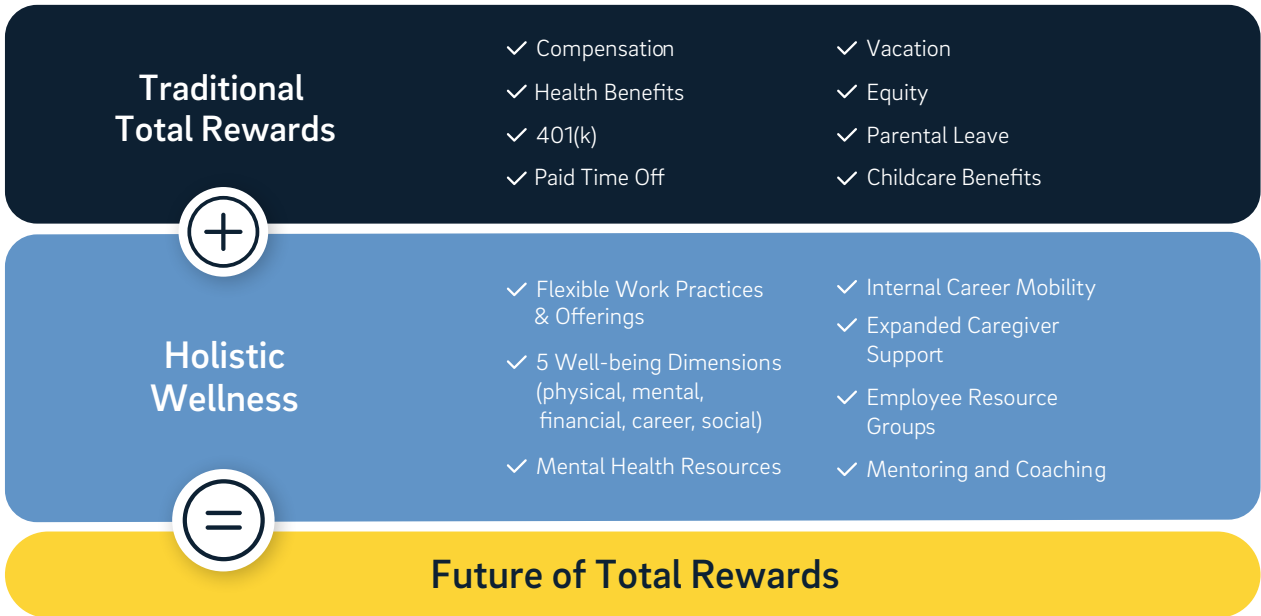 Traditional
Total Rewards
✓ Compensation
✓ Health Benefits
✓ 401(k)
✓ Paid Time Off
✓ Vacation
✓ Equity
✓ Parental Leave
✓ Childcare Benefits
+
Holistic
Wellness
✓ Flexible Work Practices
& Offerings
✓ 5 Well-being Dimensions
(physical, mental,
financial, career, social)
✓ Mental Health Resources
✓ Internal Career Mobility
✓ Expanded Caregiver
Support
✓ Employee Resource
Groups
✓ Mentoring and Coaching
=
Future of Total Rewards